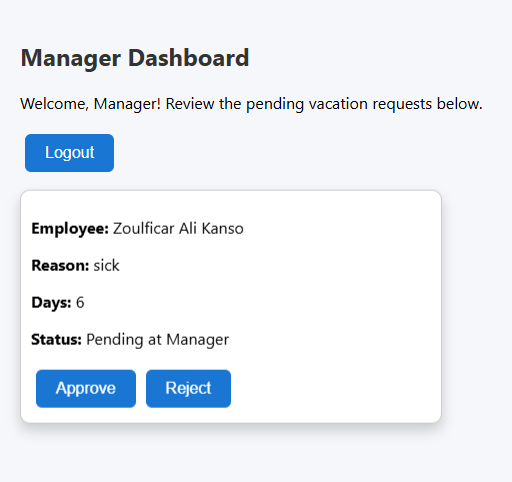 Manager Dashboard
Welcome, Manager! Review the pending vacation requests below.
Logout
Employee: Zoulficar Ali Kanso
Reason: sick
Days: 6
Status: Pending at Manager
Approve Reject